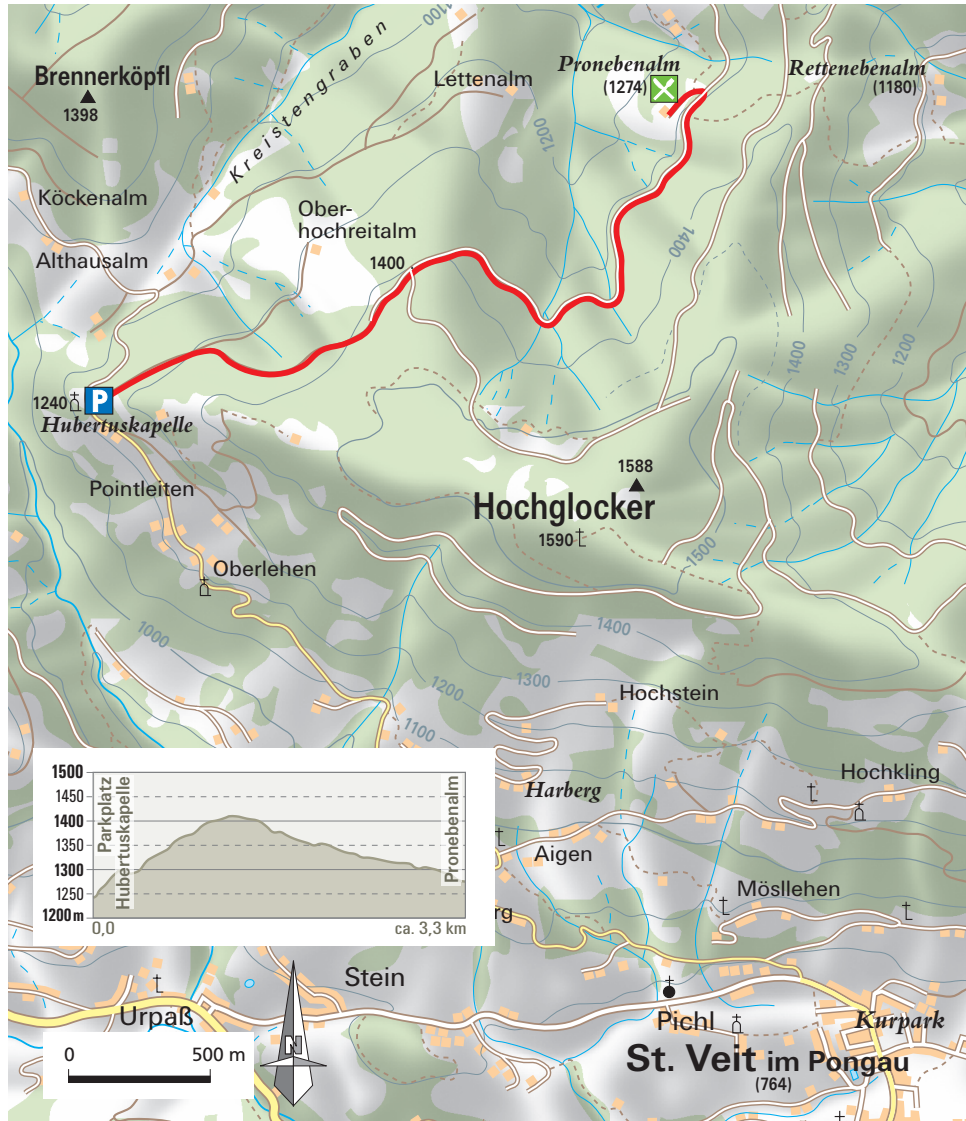 1100
Kreistengraben
Brennerköpfl
1398
Lettenalm
Pronebenalm
(1274)
Rettenebenalm
(1180)
1200
Köckenalm
Althausalm
Ober-
hochreitalm
1400
1400
1400
1300
1200
P
1240
Hubertuskapelle
Pointleiten
1588
Hochglocker
1590
1500
Oberlehen
1000
1400
1300
1200
1100
Hochstein
Hochkling
Harberg
Aigen
Mösllehen
rg
1500
1450
1400
1350
1300
1250
1200 m
Parkplatz
Hubertuskapelle
Pronebenalm
0,0
ca. 3,3 km
Stein
Urpaß
Pichl
Kurpark
St. Veit im Pongau
(764)
0
500 m
N